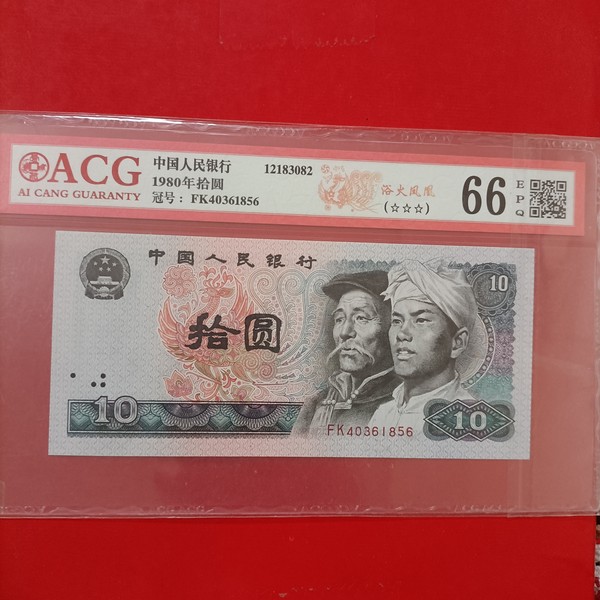 ACG
AI CANG GUARANTY
中国人民银行 12183082
1980年拾圆
冠号： FK40361856
浴火凤凰
(☆☆☆)
66
EPQ
中国人民银行
10
拾圆
10
FK40361856
10